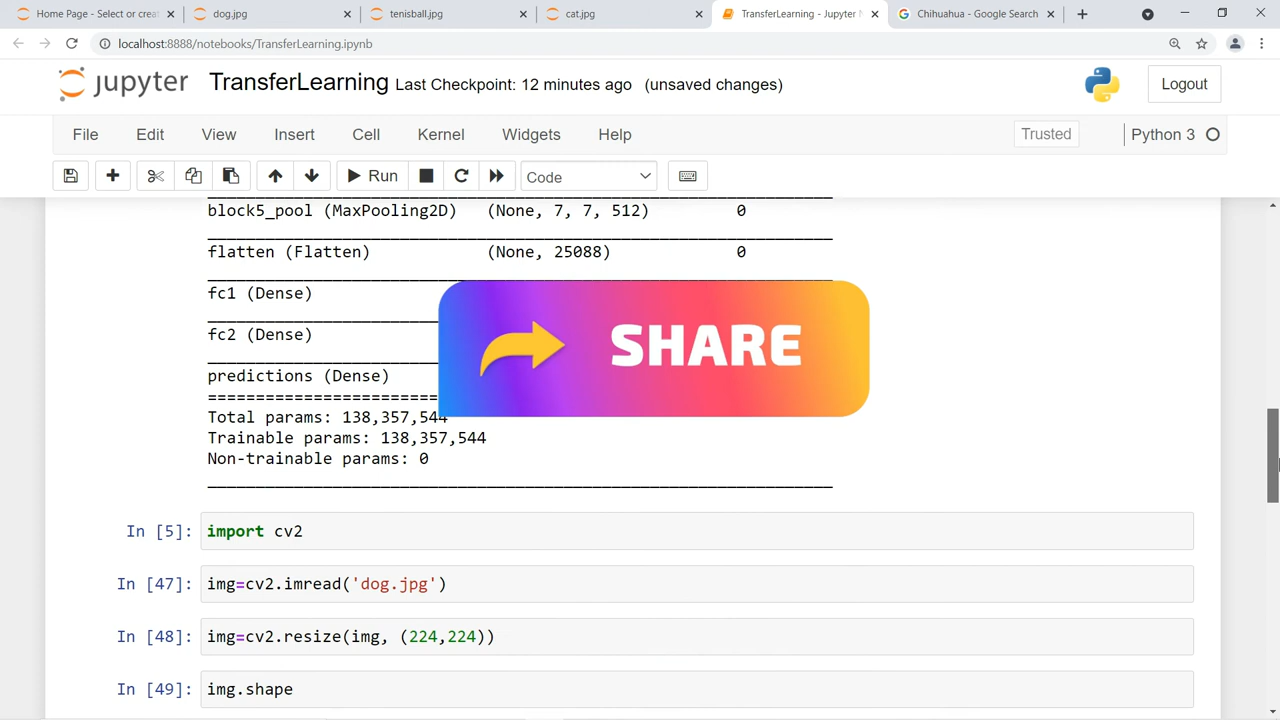 Home Page - Select or creat
dog.jpg
tenisball.jpg
cat.jpg
TransferLearning - Jupyter N
Chihuahua - Google Search
localhost:8888/notebooks/TransferLearning.ipynb
jupyter TransferLearning Last Checkpoint: 12 minutes ago (unsaved changes)
Logout
File Edit View Insert Cell Kernel Widgets Help
Trusted
Python 3
Run
Code
block5_pool (MaxPooling2D) (None, 7, 7, 512) 0
flatten (Flatten) (None, 25088) 0
fc1 (Dense)
SHARE
fc2 (Dense)
predictions (Dense)
Total params: 138,357,544
Trainable params: 138,357,544
Non-trainable params: 0
In [5]: import cv2
In [47]: img=cv2.imread('dog.jpg')
In [48]: img=cv2.resize(img, (224,224))
In [49]: img.shape